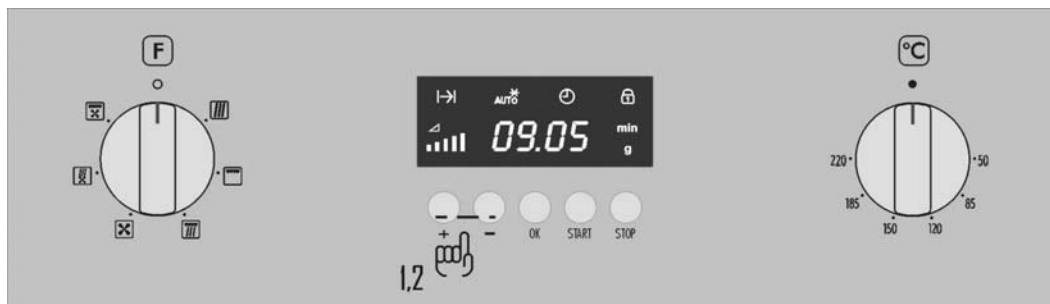 F
°C
AUTO
09.05
min
g
220
50
185
85
150
120
+
−
OK
START
STOP
1,2